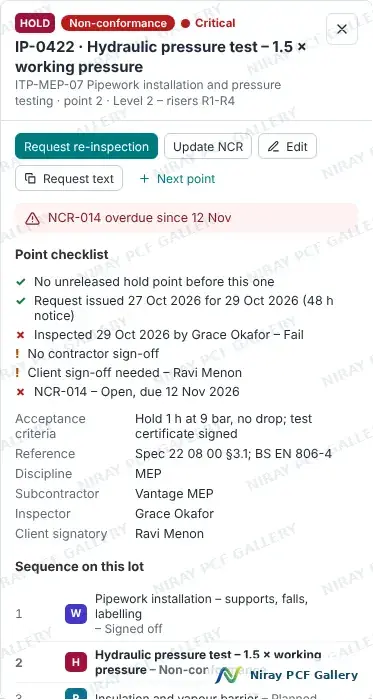 HOLD Non-conformance Critical
IP-0422 · Hydraulic pressure test – 1.5 ×
working pressure
ITP-MEP-07 Pipework installation and pressure
testing · point 2 · Level 2 – risers R1-R4
Request re-inspection Update NCR Edit
Request text + Next point
NCR-014 overdue since 12 Nov
Point checklist
✓ No unreleased hold point before this one
✓ Request issued 27 Oct 2026 for 29 Oct 2026 (48 h
notice)
× Inspected 29 Oct 2026 by Grace Okafor – Fail
! No contractor sign-off
! Client sign-off needed – Ravi Menon
× NCR-014 – Open, due 12 Nov 2026
Acceptance criteria Hold 1 h at 9 bar, no drop; test
certificate signed
Reference Spec 22 08 00 §3.1; BS EN 806-4
Discipline MEP
Subcontractor Vantage MEP
Inspector Grace Okafor
Client signatory Ravi Menon
Sequence on this lot
1 W Pipework installation – supports, falls,
labelling
– Signed off
2 H Hydraulic pressure test – 1.5 × working
pressure – Non-conformance
Niray PCF Gallery
3 Insulation and vapour barrier – Planned
NIRAY PCF GALLERY